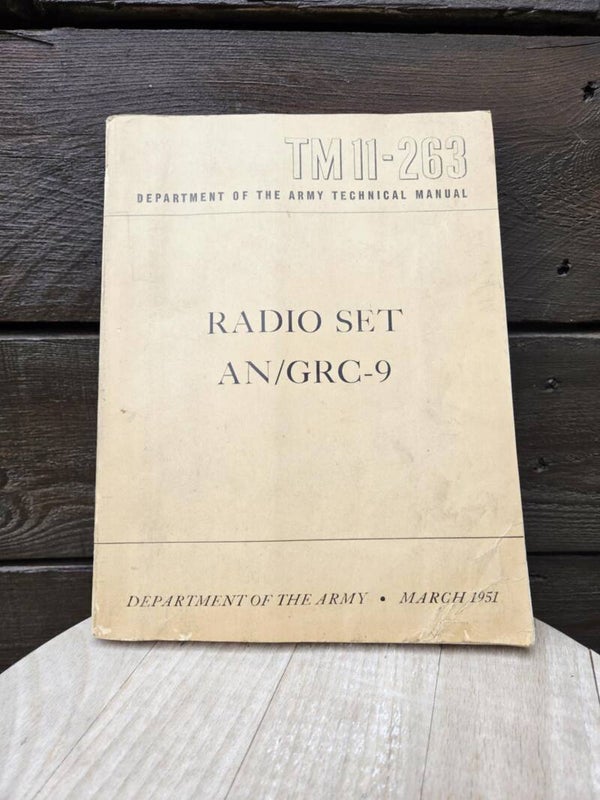 TM 11-263
DEPARTMENT OF THE ARMY TECHNICAL MANUAL
RADIO SET
AN/GRC-9
DEPARTMENT OF THE ARMY • MARCH 1951